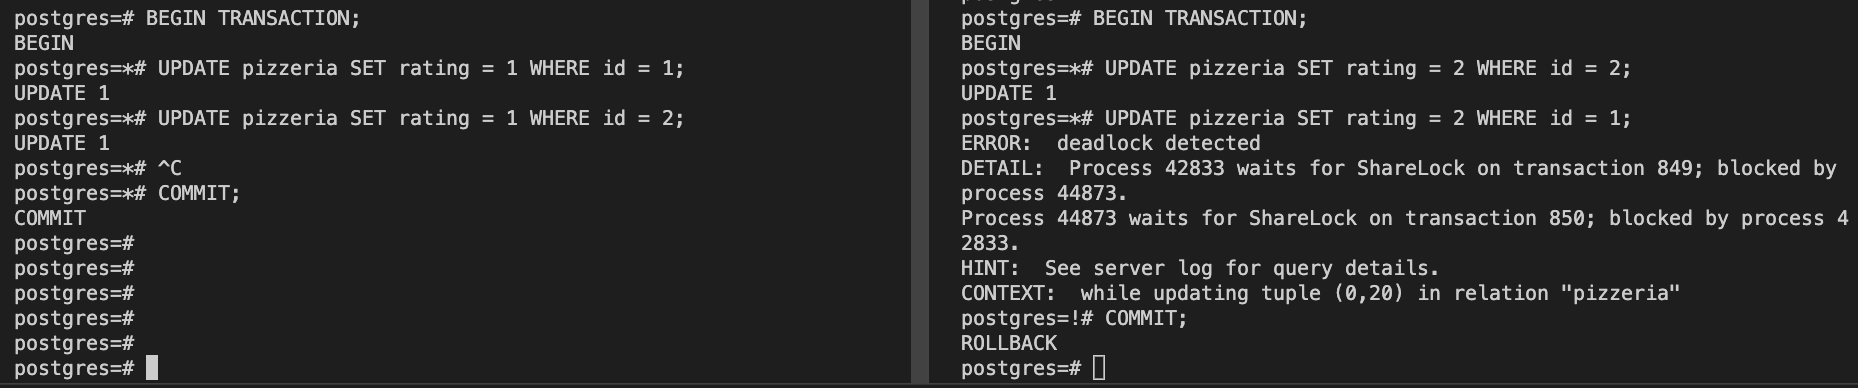 postgres=# BEGIN TRANSACTION;
BEGIN
postgres=*# UPDATE pizzeria SET rating = 1 WHERE id = 1;
UPDATE 1
postgres=*# UPDATE pizzeria SET rating = 1 WHERE id = 2;
UPDATE 1
postgres=*# ^C
postgres=*# COMMIT;
COMMIT
postgres=#
postgres=#
postgres=#
postgres=#
postgres=#
postgres=#
postgres=# BEGIN TRANSACTION;
BEGIN
postgres=*# UPDATE pizzeria SET rating = 2 WHERE id = 2;
UPDATE 1
postgres=*# UPDATE pizzeria SET rating = 2 WHERE id = 1;
ERROR:  deadlock detected
DETAIL:  Process 42833 waits for ShareLock on transaction 849; blocked by
process 44873.
Process 44873 waits for ShareLock on transaction 850; blocked by process 4
2833.
HINT:  See server log for query details.
CONTEXT:  while updating tuple (0,20) in relation "pizzeria"
postgres=!# COMMIT;
ROLLBACK
postgres=#